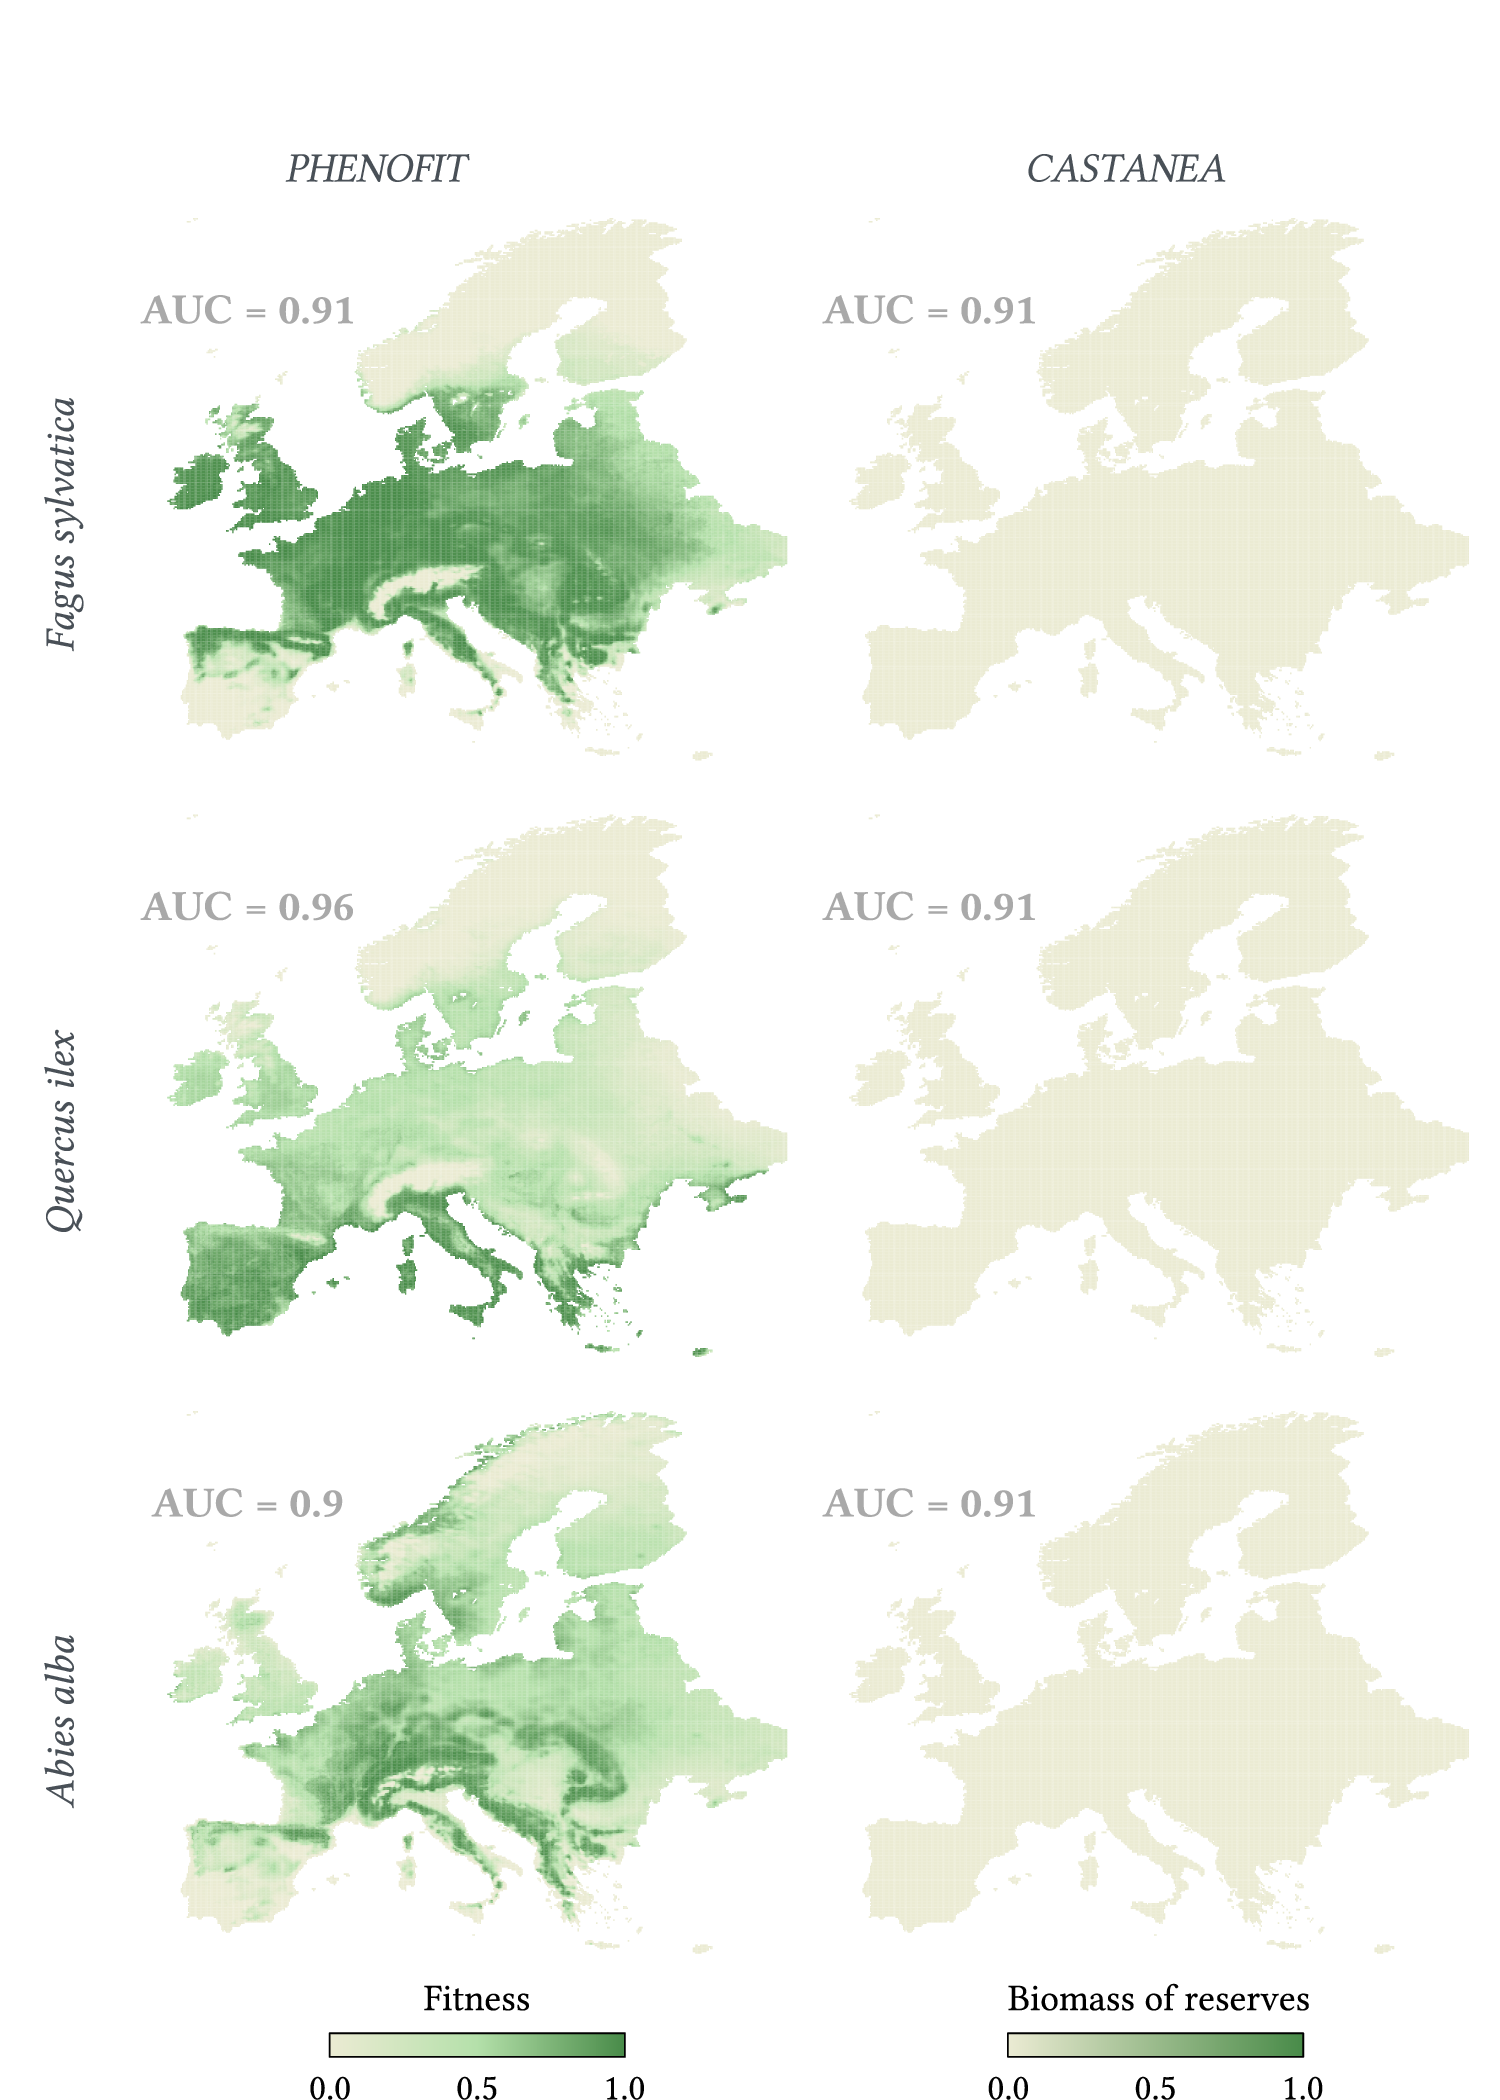 PHENOFIT
CASTANEA
Fagus sylvatica
AUC = 0.91
AUC = 0.91
Quercus ilex
AUC = 0.96
AUC = 0.91
Abies alba
AUC = 0.9
AUC = 0.91
Fitness
0.0 0.5 1.0
Biomass of reserves
0.0 0.5 1.0